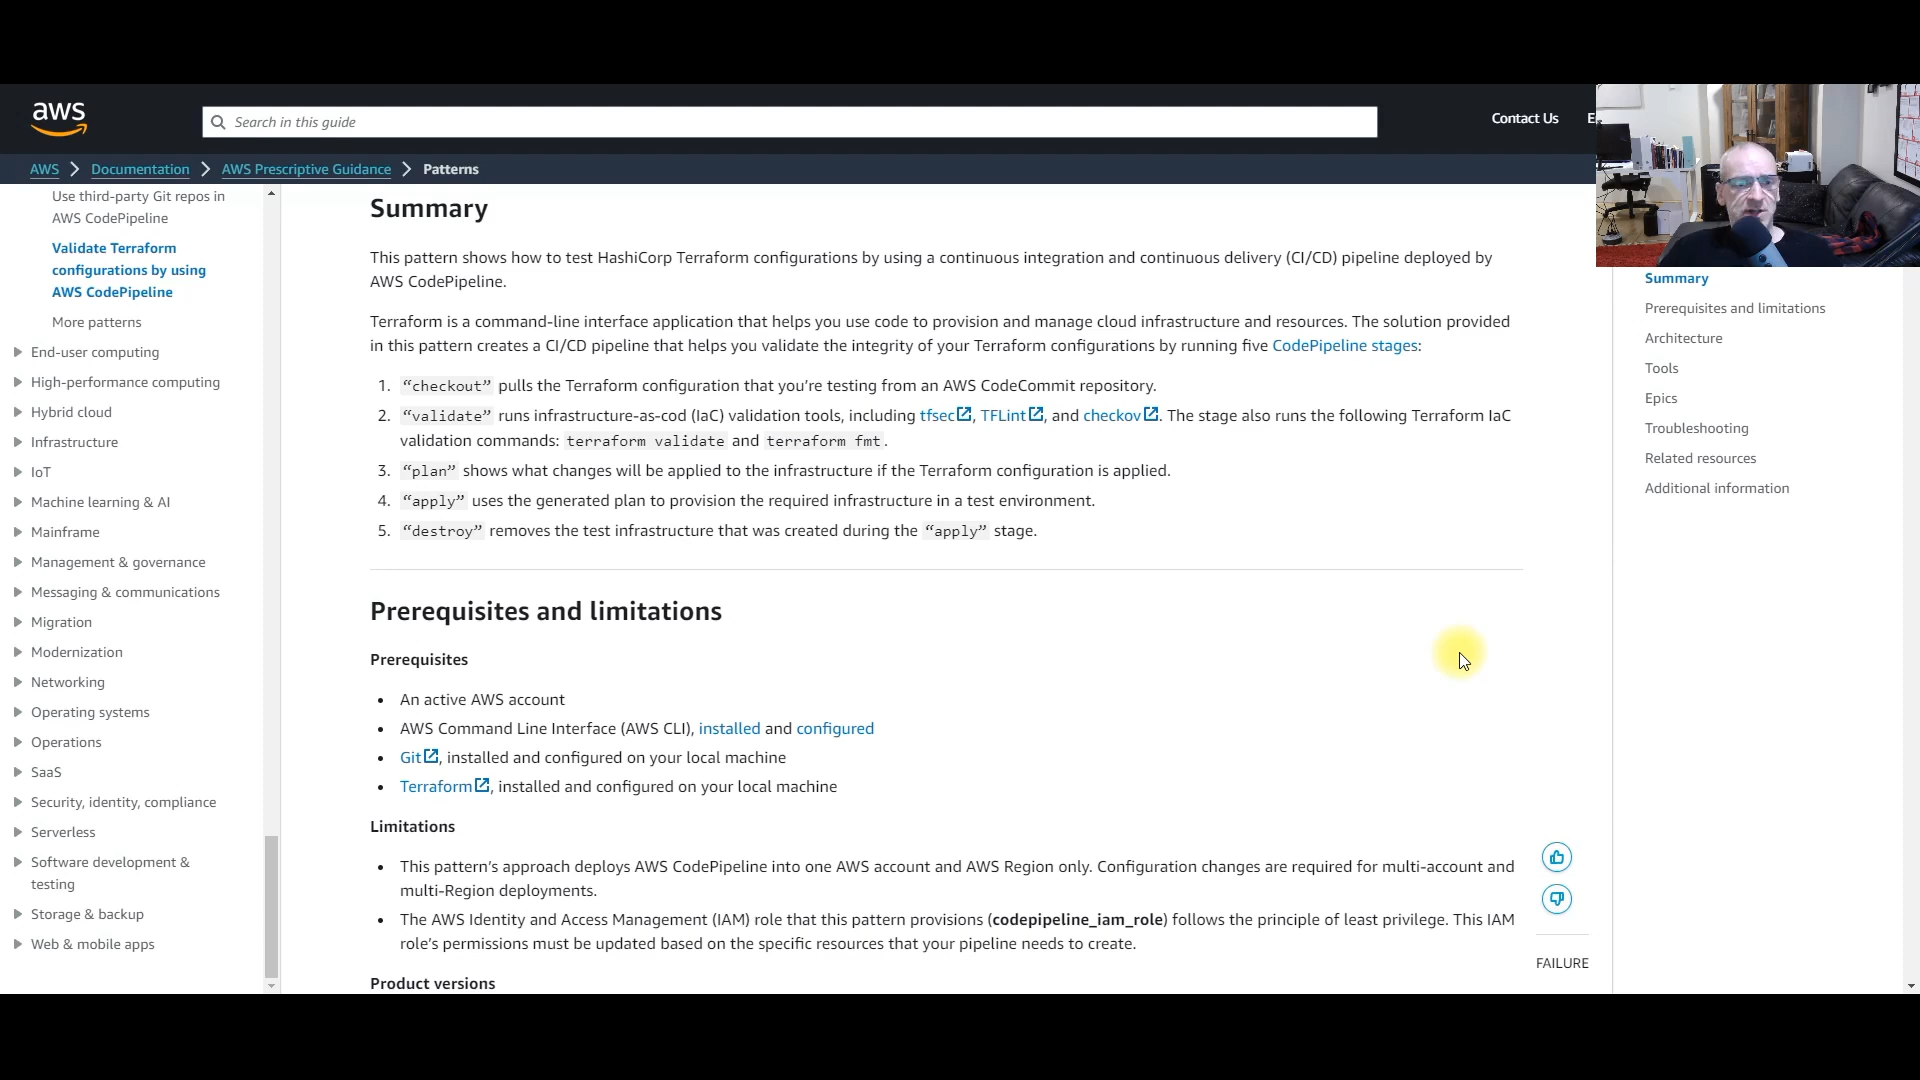 aws
Search in this guide
Contact Us
AWS
Documentation
AWS Prescriptive Guidance
Patterns
Use third-party Git repos in
AWS CodePipeline
Validate Terraform
configurations by using
AWS CodePipeline
More patterns
End-user computing
High-performance computing
Hybrid cloud
Infrastructure
IoT
Machine learning & AI
Mainframe
Management & governance
Messaging & communications
Migration
Modernization
Networking
Operating systems
Operations
SaaS
Security, identity, compliance
Serverless
Software development &
testing
Storage & backup
Web & mobile apps
Summary
This pattern shows how to test HashiCorp Terraform configurations by using a continuous integration and continuous delivery (CI/CD) pipeline deployed by
AWS CodePipeline.
Terraform is a command-line interface application that helps you use code to provision and manage cloud infrastructure and resources. The solution provided
in this pattern creates a CI/CD pipeline that helps you validate the integrity of your Terraform configurations by running five CodePipeline stages:
1. “checkout” pulls the Terraform configuration that you’re testing from an AWS CodeCommit repository.
2. “validate” runs infrastructure-as-cod (IaC) validation tools, including tfsec, TFLint, and checkov. The stage also runs the following Terraform IaC
validation commands: terraform validate and terraform fmt.
3. “plan” shows what changes will be applied to the infrastructure if the Terraform configuration is applied.
4. “apply” uses the generated plan to provision the required infrastructure in a test environment.
5. “destroy” removes the test infrastructure that was created during the “apply” stage.
Prerequisites and limitations
Prerequisites
• An active AWS account
• AWS Command Line Interface (AWS CLI), installed and configured
• Git, installed and configured on your local machine
• Terraform, installed and configured on your local machine
Limitations
• This pattern’s approach deploys AWS CodePipeline into one AWS account and AWS Region only. Configuration changes are required for multi-account and
multi-Region deployments.
• The AWS Identity and Access Management (IAM) role that this pattern provisions (codepipeline_iam_role) follows the principle of least privilege. This IAM
role’s permissions must be updated based on the specific resources that your pipeline needs to create.
Product versions
FAILURE
Summary
Prerequisites and limitations
Architecture
Tools
Epics
Troubleshooting
Related resources
Additional information